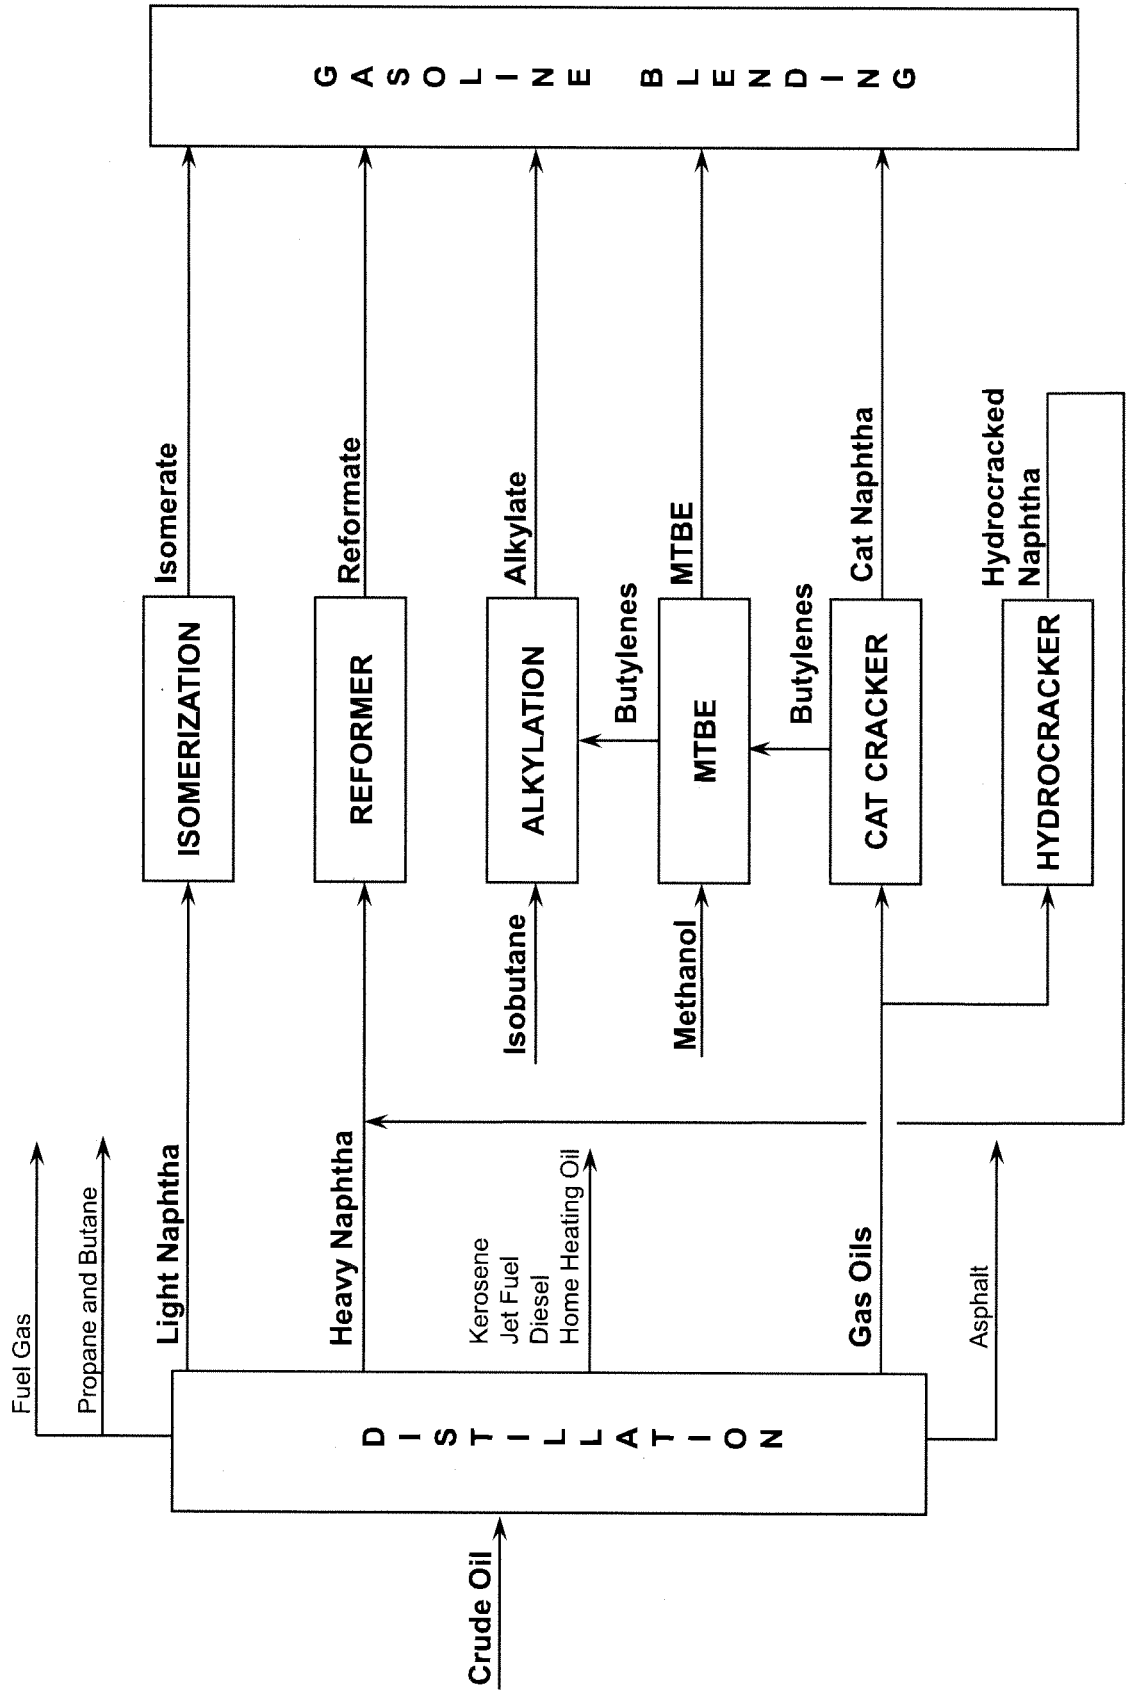 Fuel Gas
Propane and Butane
Light Naphtha
ISOMERIZATION
Isomerate
Heavy Naphtha
REFORMER
Reformate
Crude Oil
DISTILLATION
Kerosene
Jet Fuel
Diesel
Home Heating Oil
Isobutane
ALKYLATION
Alkylate
Butylenes
Methanol
MTBE
MTBE
Butylenes
Gas Oils
CAT CRACKER
Cat Naphtha
Asphalt
HYDROCRACKER
Hydrocracked
Naphtha
GASOLINE BLENDING